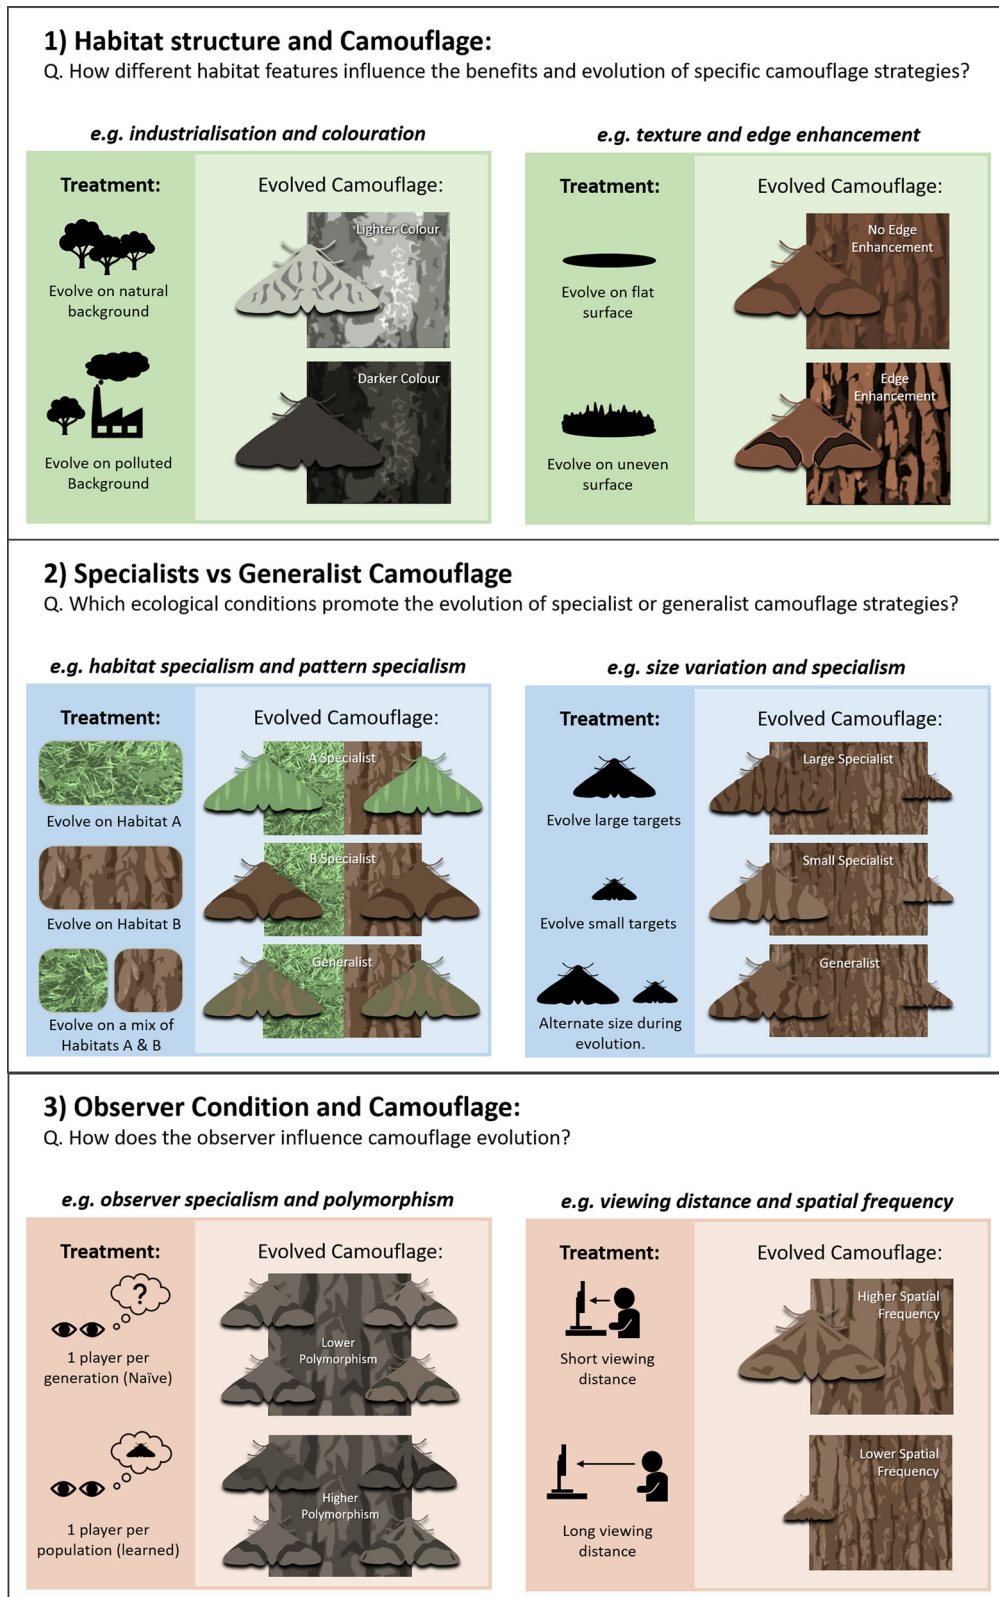 1) Habitat structure and Camouflage:
Q. How different habitat features influence the benefits and evolution of specific camouflage strategies?
e.g. industrialisation and colouration
Treatment:
Evolved Camouflage:
Lighter Colour
Evolve on natural
background
Darker Colour
Evolve on polluted
Background
e.g. texture and edge enhancement
Treatment:
Evolved Camouflage:
No Edge
Enhancement
Evolve on flat
surface
Edge
Enhancement
Evolve on uneven
surface
2) Specialists vs Generalist Camouflage
Q. Which ecological conditions promote the evolution of specialist or generalist camouflage strategies?
e.g. habitat specialism and pattern specialism
Treatment:
Evolved Camouflage:
A Specialist
Evolve on Habitat A
B Specialist
Evolve on Habitat B
Generalist
Evolve on a mix of
Habitats A & B
e.g. size variation and specialism
Treatment:
Evolved Camouflage:
Large Specialist
Evolve large targets
Small Specialist
Evolve small targets
Generalist
Alternate size during
evolution.
3) Observer Condition and Camouflage:
Q. How does the observer influence camouflage evolution?
e.g. observer specialism and polymorphism
Treatment:
Evolved Camouflage:
?
Lower
Polymorphism
1 player per
generation (Naïve)
Higher
Polymorphism
1 player per
population (learned)
e.g. viewing distance and spatial frequency
Treatment:
Evolved Camouflage:
Higher Spatial
Frequency
Short viewing
distance
Lower Spatial
Frequency
Long viewing
distance